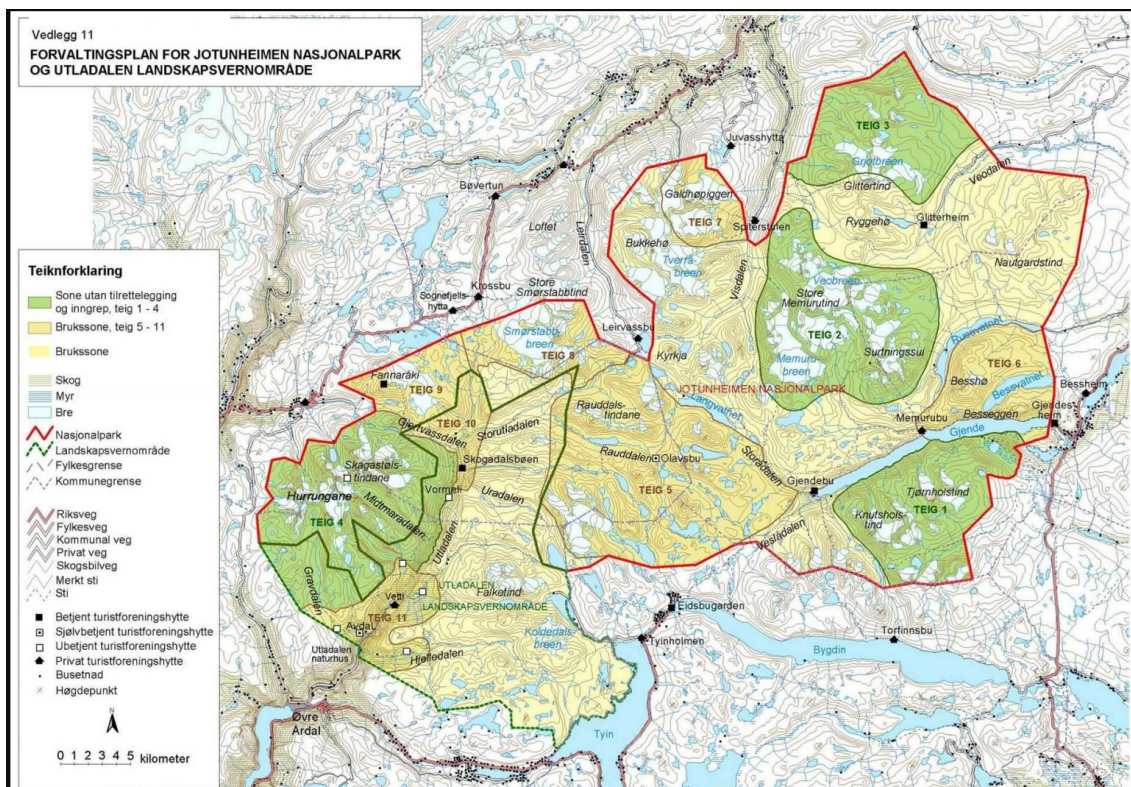 Vedlegg 11
FORVALTINGSPLAN FOR JOTUNHEIMEN NASJONALPARK
OG UTLADALEN LANDSKAPSVERNOMRÅDE
Teiknforklaring
Sone utan tilrettelegging
og inngrep, teig 1 - 4
Brukssone, teig 5 - 11
Brukssone
Skog
Myr
Bre
Nasjonalpark
Landskapsvernområde
Fylkesgrense
Kommunegrense
Riksveg
Fylkesveg
Kommunal veg
Privat veg
Skogsbilveg
Merkt sti
Sti
Betjent turistforeningshytte
Sjølvbetjent turistforeningshytte
Ubetjent turistforeningshytte
Privat turistforeningshytte
Busetnad
Høgdepunkt
N
0 1 2 3 4 5 kilometer
TEIG 3
Grjotbreen
Juvasshytta
Veodalen
Glittertind
Galdhøpiggen
Bøvertun
TEIG 7
Spiterstulen
Ryggehø
Glitterheim
Loftet
Leirdalen
Bukkehø
Tverrå-
breen
Visdalen
Nautgardstind
Veobreen
Krossbu
Store
Smørstabbtind
Sognefjells-
hytta
Store
Memurutind
TEIG 2
Russvatnet
Smørstabb-
breen
Leirvassbu
TEIG 8
Kyrkja
Memuru-
breen
Surtningssui
TEIG 6
Besshø
Bessvatnet
Bessheim
Fannaråki
TEIG 9
JOTUNHEIMEN NASJONALPARK
Langvatnet
Besseggen
Gjendes-
heim
Rauddals-
tindane
Memurubu
Gjende
TEIG 10
Gjertvassdalen
Storutladalen
Skogadalsbøen
Rauddalen
Olavsbu
Storådalen
Skagastøls-
tindane
Hurrungane
Vormeli
Uradalen
TEIG 5
Gjendebu
Tjørnholstind
Knutshols-
tind
TEIG 1
TEIG 4
Midtmaradalen
Utladalen
Vesladalen
Gravdalen
UTLADALEN
LANDSKAPSVERNOMRÅDE
Falketind
Vetti
TEIG 11
Avdal
Eidsbugarden
Utladalen
naturhus
Hjelledalen
Koldedals-
breen
Tyinholmen
Torfinnsbu
Bygdin
Øvre
Årdal
Tyin